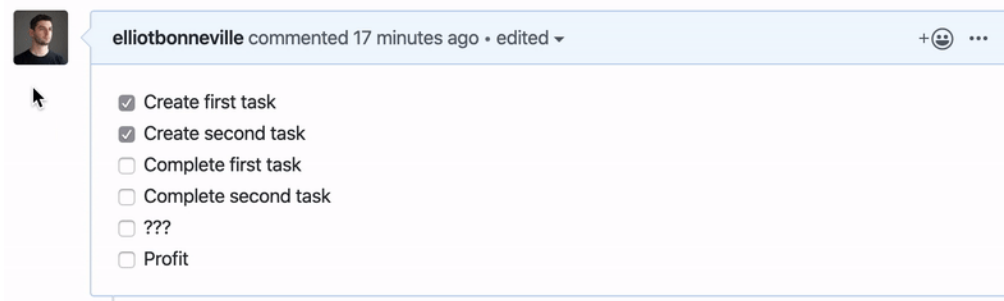 elliotbonneville commented 17 minutes ago • edited
Create first task
Create second task
Complete first task
Complete second task
???
Profit